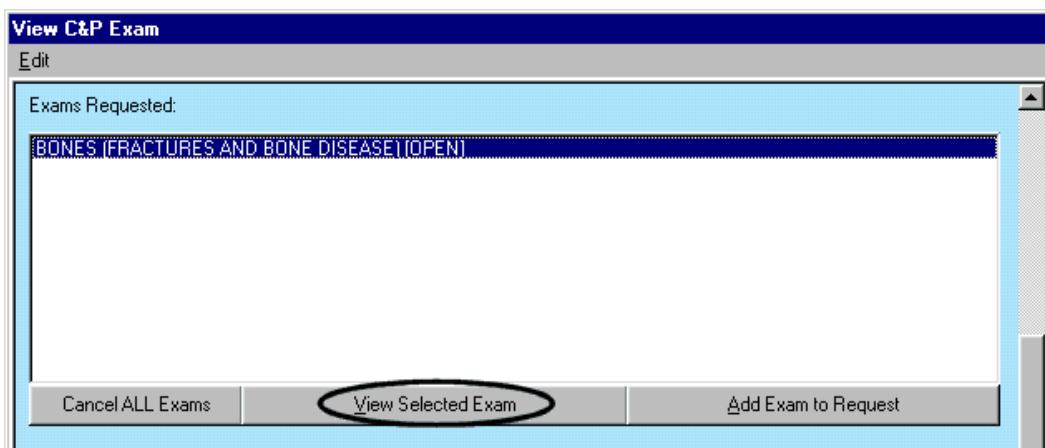 View C&P Exam
Edit
Exams Requested:
BONES (FRACTURES AND BONE DISEASE) [OPEN]
Cancel ALL Exams View Selected Exam Add Exam to Request